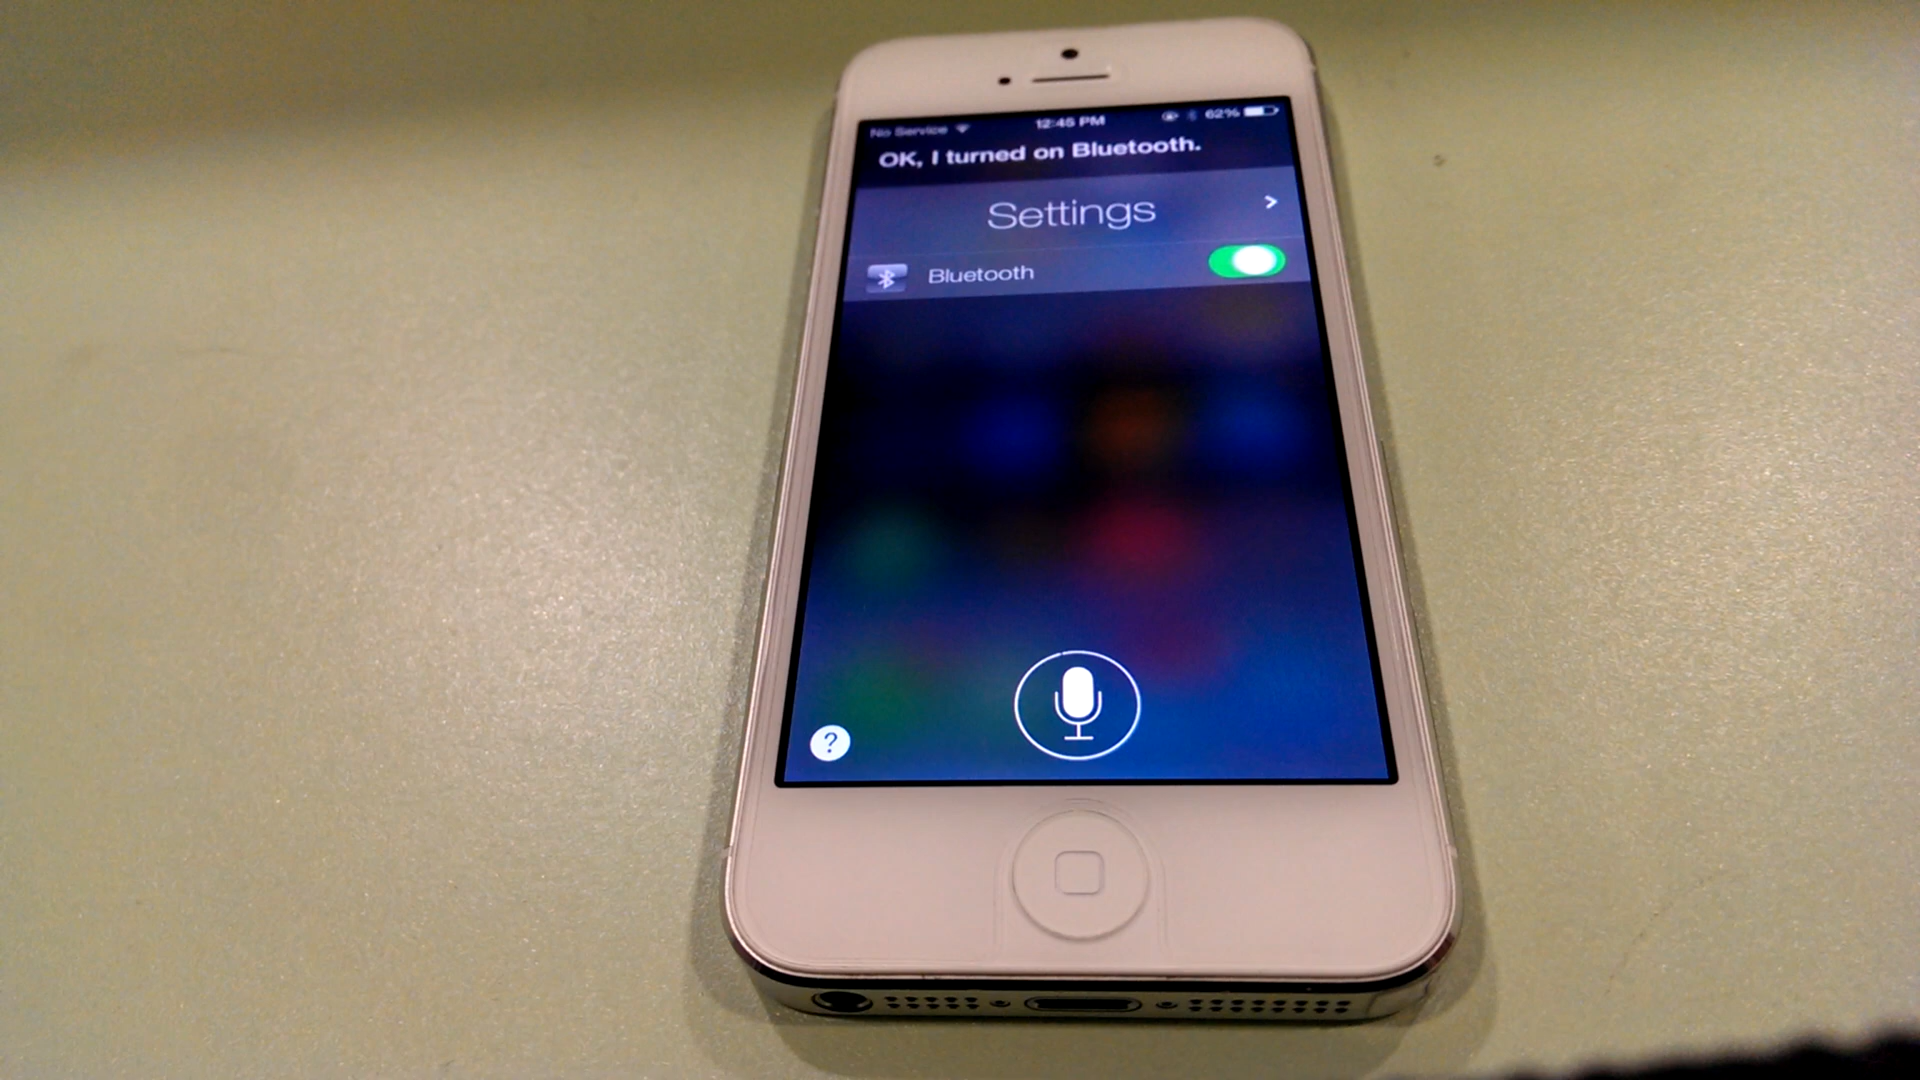 No Service 12:45 PM 62%
OK, I turned on Bluetooth.
Settings >
Bluetooth
?